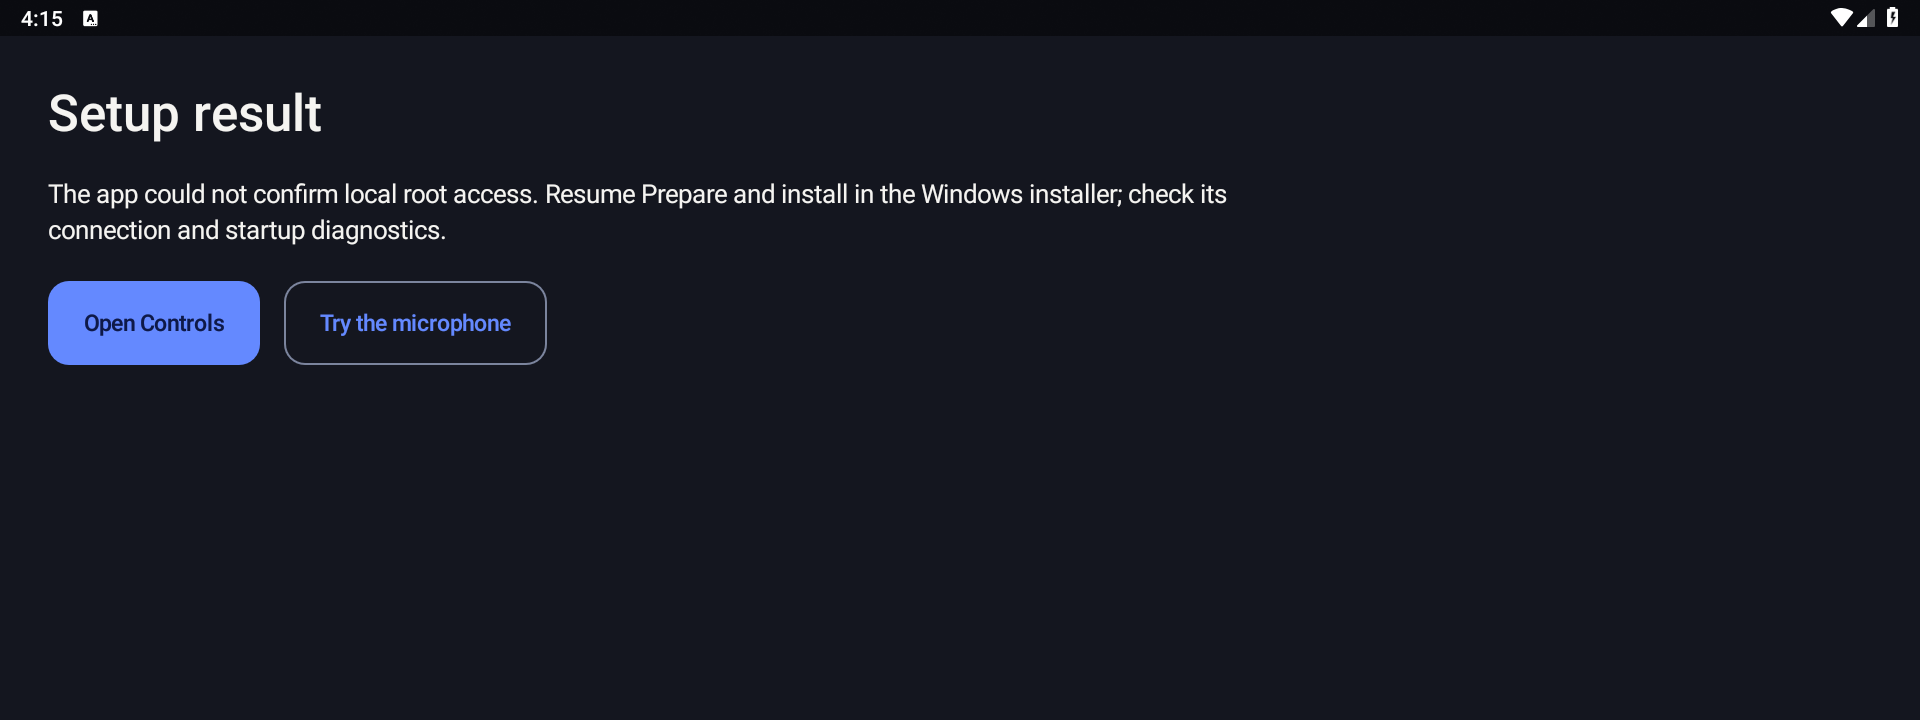 4:15
A
Setup result
The app could not confirm local root access. Resume Prepare and install in the Windows installer; check its
connection and startup diagnostics.
Open Controls
Try the microphone